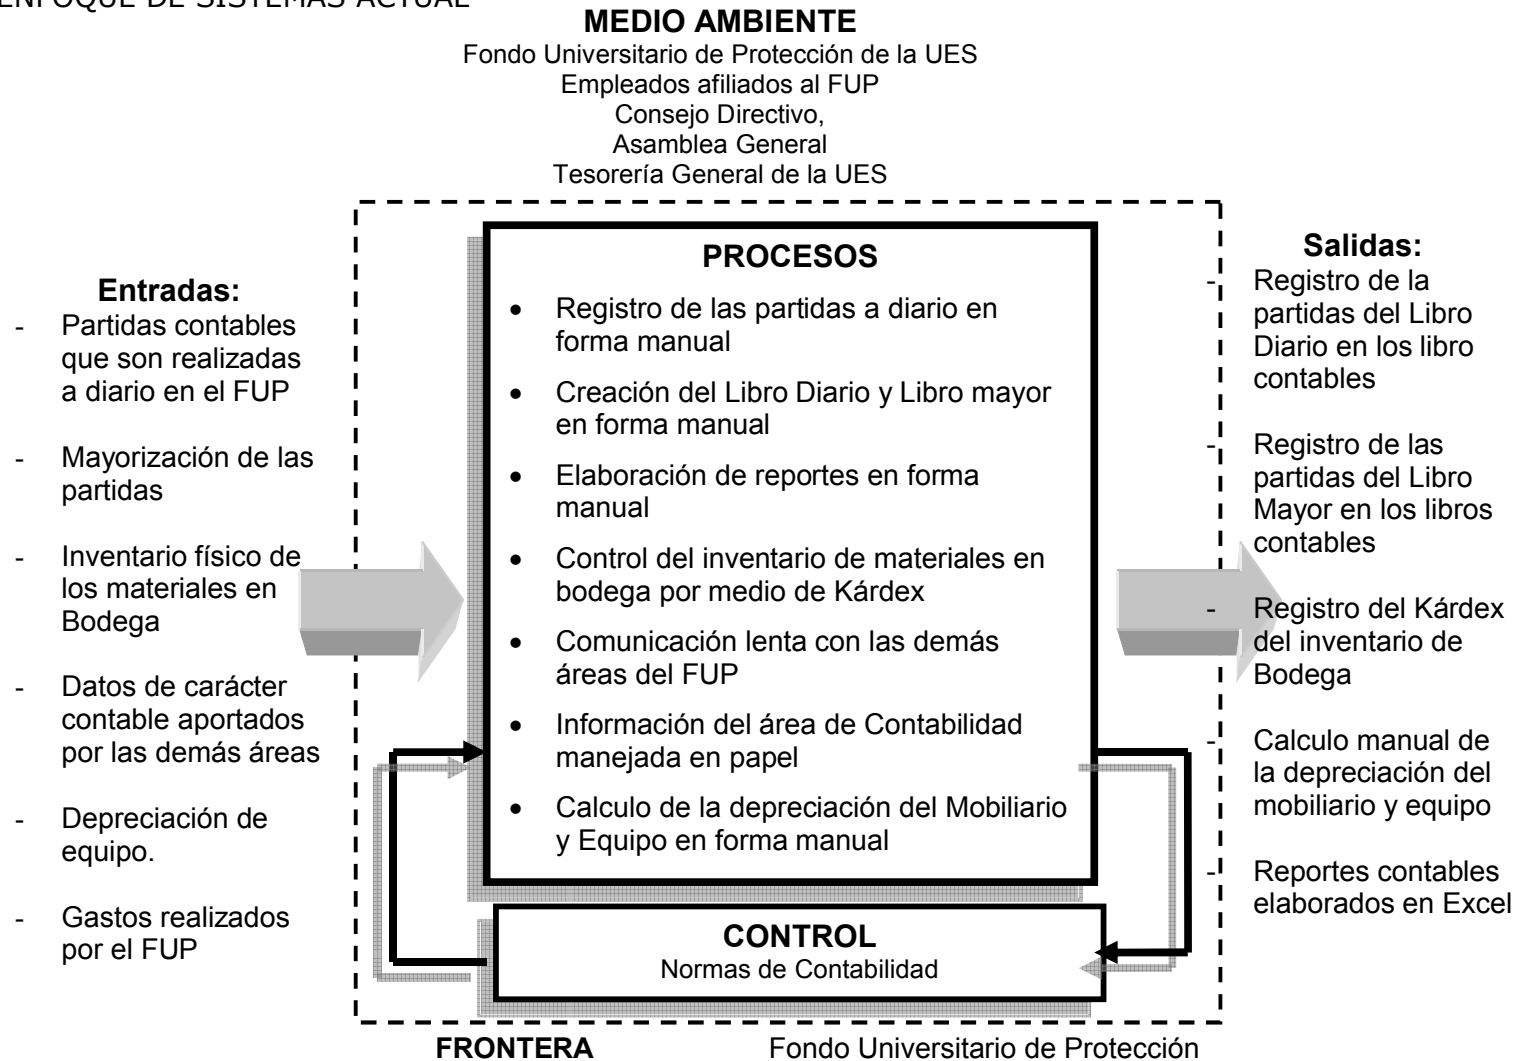 ENFOQUE DE SISTEMAS ACTUAL
MEDIO AMBIENTE
Fondo Universitario de Protección de la UES
Empleados afiliados al FUP
Consejo Directivo,
Asamblea General
Tesorería General de la UES
Entradas:
- Partidas contables
que son realizadas
a diario en el FUP
- Mayorización de las
partidas
- Inventario físico de
los materiales en
Bodega
- Datos de carácter
contable aportados
por las demás áreas
- Depreciación de
equipo.
- Gastos realizados
por el FUP
PROCESOS
• Registro de las partidas a diario en
forma manual
• Creación del Libro Diario y Libro mayor
en forma manual
• Elaboración de reportes en forma
manual
• Control del inventario de materiales en
bodega por medio de Kárdex
• Comunicación lenta con las demás
áreas del FUP
• Información del área de Contabilidad
manejada en papel
• Calculo de la depreciación del Mobiliario
y Equipo en forma manual
CONTROL
Normas de Contabilidad
Salidas:
- Registro de la
partidas del Libro
Diario en los libro
contables
- Registro de las
partidas del Libro
Mayor en los libros
contables
- Registro del Kárdex
del inventario de
Bodega
- Calculo manual de
la depreciación del
mobiliario y equipo
- Reportes contables
elaborados en Excel
FRONTERA Fondo Universitario de Protección